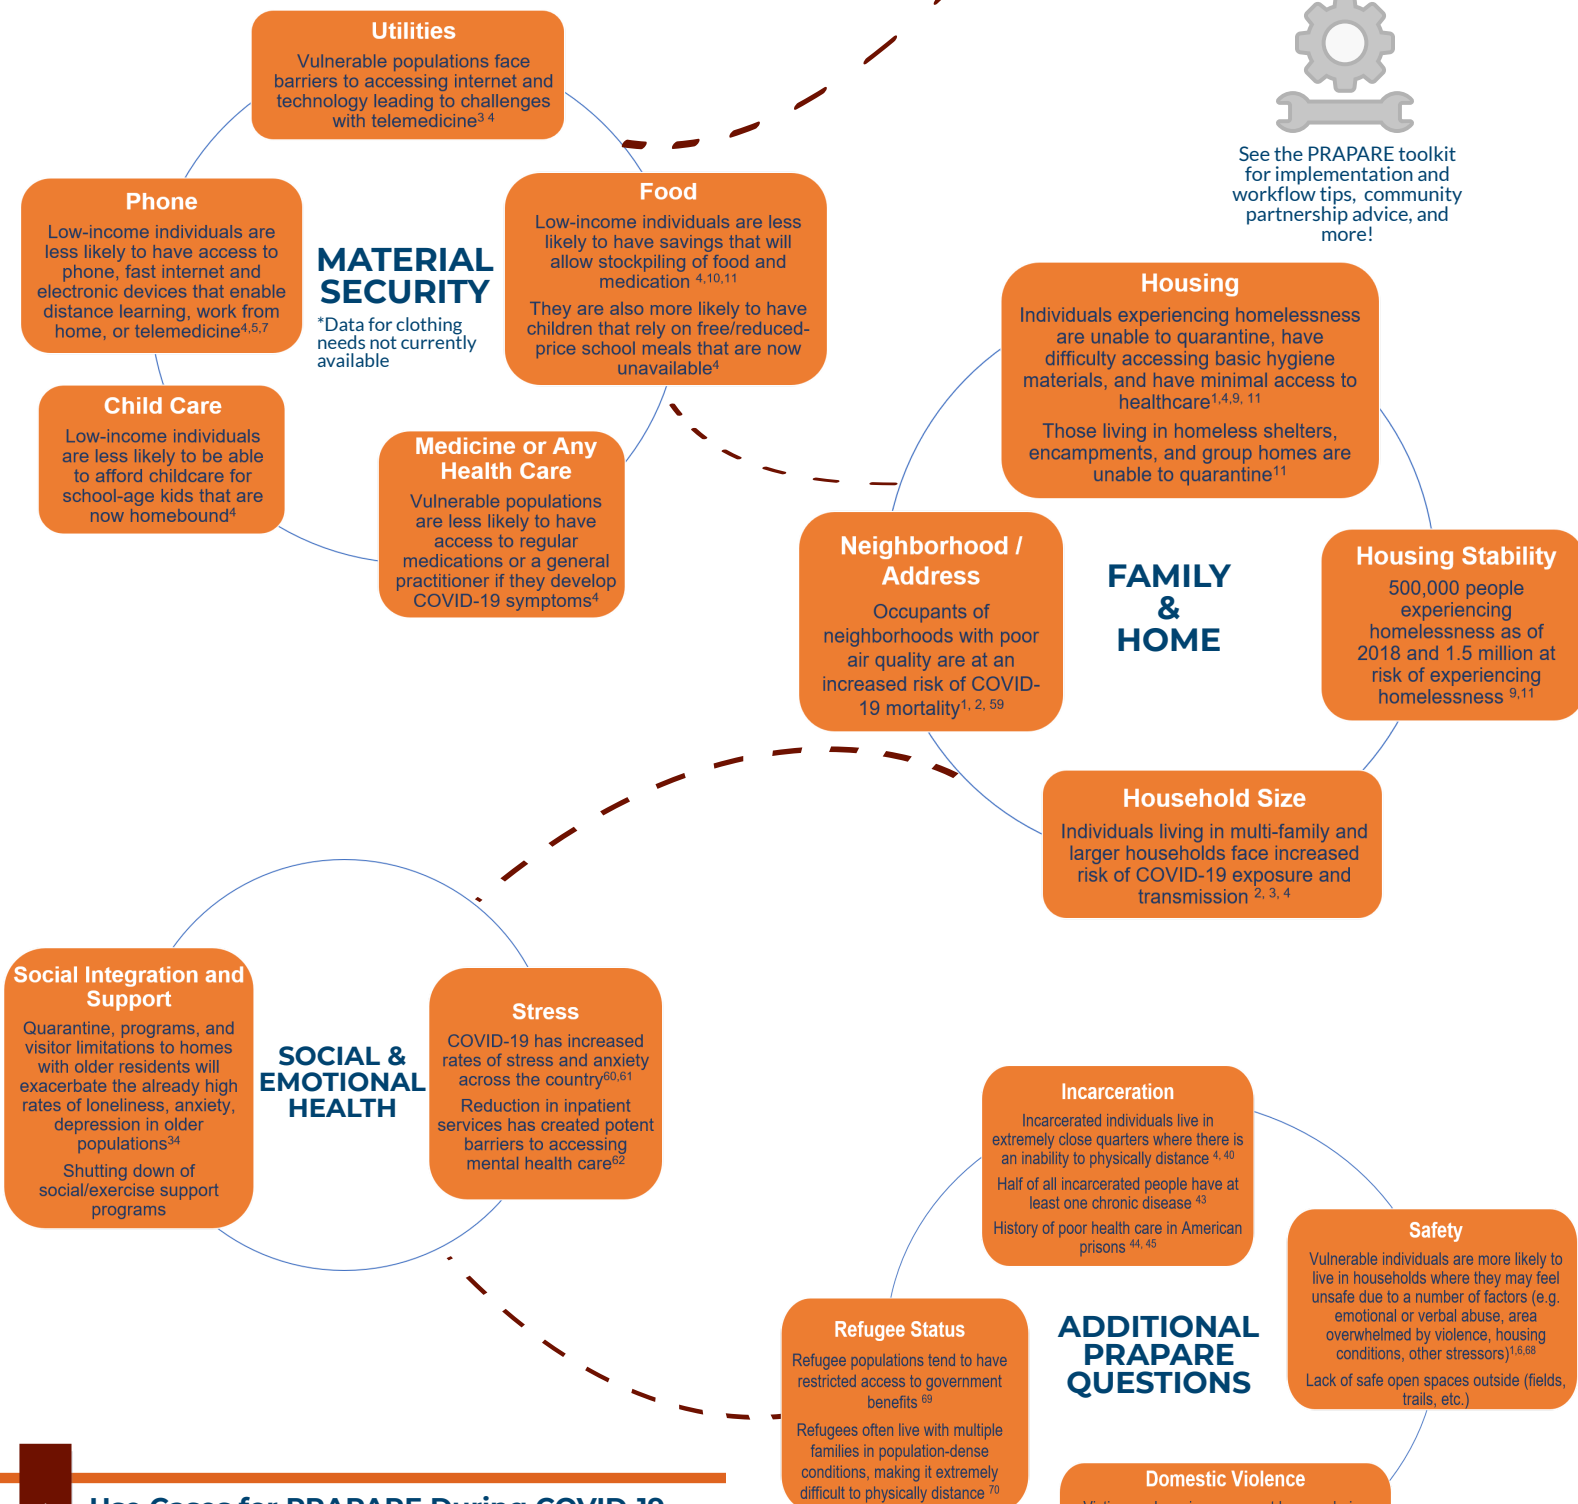 Utilities
Vulnerable populations face
barriers to accessing internet and
technology leading to challenges
with telemedicine3 4
Phone
Low-income individuals are
less likely to have access to
phone, fast internet and
electronic devices that enable
distance learning, work from
home, or telemedicine4,5,7
MATERIAL
SECURITY
*Data for clothing
needs not currently
available
Food
Low-income individuals are less
likely to have savings that will
allow stockpiling of food and
medication 4,10,11
They are also more likely to have
children that rely on free/reduced-
price school meals that are now
unavailable4
Child Care
Low-income individuals
are less likely to be able
to afford childcare for
school-age kids that are
now homebound4
Medicine or Any
Health Care
Vulnerable populations
are less likely to have
access to regular
medications or a general
practitioner if they develop
COVID-19 symptoms4
See the PRAPARE toolkit
for implementation and
workflow tips, community
partnership advice, and
more!
Housing
Individuals experiencing homelessness
are unable to quarantine, have
difficulty accessing basic hygiene
materials, and have minimal access to
healthcare1,4,9, 11
Those living in homeless shelters,
encampments, and group homes are
unable to quarantine11
Neighborhood /
Address
Occupants of
neighborhoods with poor
air quality are at an
increased risk of COVID-
19 mortality1, 2, 59
FAMILY
&
HOME
Housing Stability
500,000 people
experiencing
homelessness as of
2018 and 1.5 million at
risk of experiencing
homelessness 9,11
Household Size
Individuals living in multi-family and
larger households face increased
risk of COVID-19 exposure and
transmission 2, 3, 4
Social Integration and
Support
Quarantine, programs, and
visitor limitations to homes
with older residents will
exacerbate the already high
rates of loneliness, anxiety,
depression in older
populations34
Shutting down of
social/exercise support
programs
SOCIAL &
EMOTIONAL
HEALTH
Stress
COVID-19 has increased
rates of stress and anxiety
across the country60,61
Reduction in inpatient
services has created potent
barriers to accessing
mental health care62
Incarceration
Incarcerated individuals live in
extremely close quarters where there is
an inability to physically distance 4, 40
Half of all incarcerated people have at
least one chronic disease 43
History of poor health care in American
prisons 44, 45
Safety
Vulnerable individuals are more likely to
live in households where they may feel
unsafe due to a number of factors (e.g.
emotional or verbal abuse, area
overwhelmed by violence, housing
conditions, other stressors)1,6,68
Lack of safe open spaces outside (fields,
trails, etc.)
Refugee Status
Refugee populations tend to have
restricted access to government
benefits 69
Refugees often live with multiple
families in population-dense
conditions, making it extremely
difficult to physically distance 70
ADDITIONAL
PRAPARE
QUESTIONS
Domestic Violence
Use Cases for PRAPARE During COVID-19